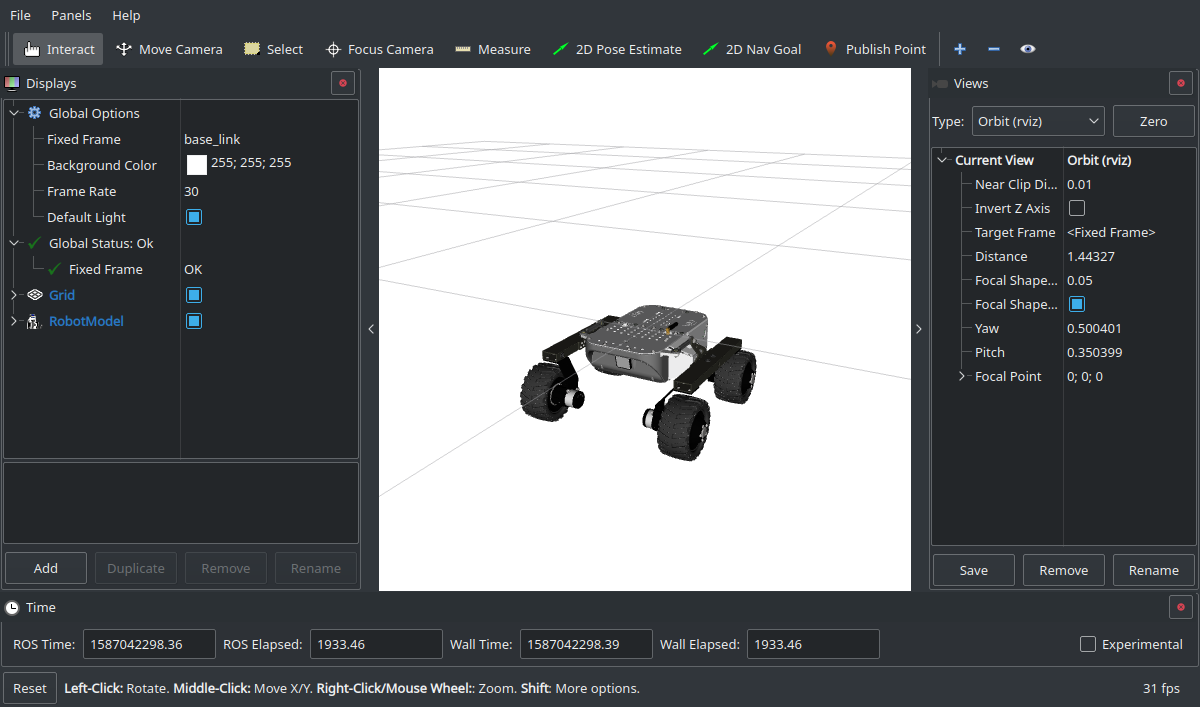 File Panels Help
Interact Move Camera Select Focus Camera Measure 2D Pose Estimate 2D Nav Goal Publish Point
Displays
Global Options
Fixed Frame base_link
Background Color 255; 255; 255
Frame Rate 30
Default Light
Global Status: Ok
Fixed Frame OK
Grid
RobotModel
Add Duplicate Remove Rename
Views
Type: Orbit (rviz) Zero
Current View Orbit (rviz)
Near Clip Di... 0.01
Invert Z Axis
Target Frame <Fixed Frame>
Distance 1.44327
Focal Shape... 0.05
Focal Shape...
Yaw 0.500401
Pitch 0.350399
Focal Point 0; 0; 0
Save Remove Rename
Time
ROS Time: 1587042298.36 ROS Elapsed: 1933.46 Wall Time: 1587042298.39 Wall Elapsed: 1933.46 Experimental
Reset Left-Click: Rotate. Middle-Click: Move X/Y. Right-Click/Mouse Wheel:: Zoom. Shift: More options. 31 fps